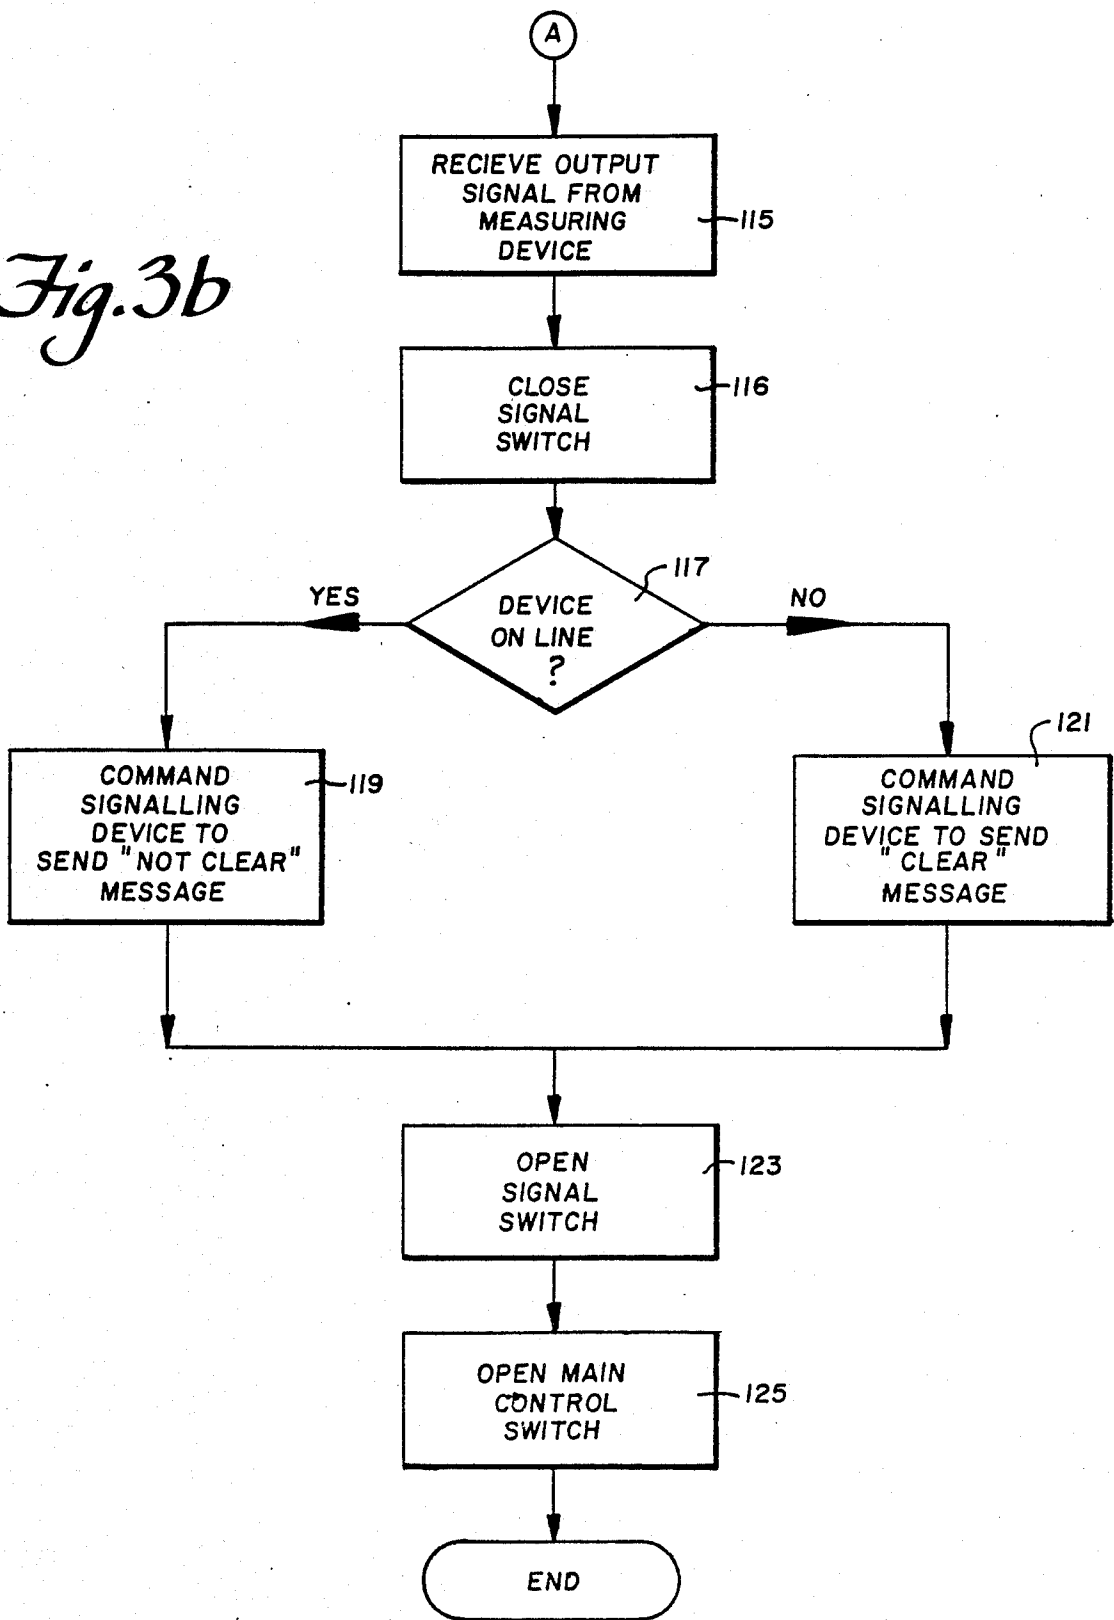 A
RECIEVE OUTPUT
SIGNAL FROM
MEASURING
DEVICE
115
Fig. 3b
CLOSE
SIGNAL
SWITCH
116
117
YES
DEVICE
ON LINE
?
NO
COMMAND
SIGNALLING
DEVICE TO
SEND "NOT CLEAR"
MESSAGE
119
121
COMMAND
SIGNALLING
DEVICE TO SEND
"CLEAR"
MESSAGE
OPEN
SIGNAL
SWITCH
123
OPEN MAIN
CONTROL
SWITCH
125
END